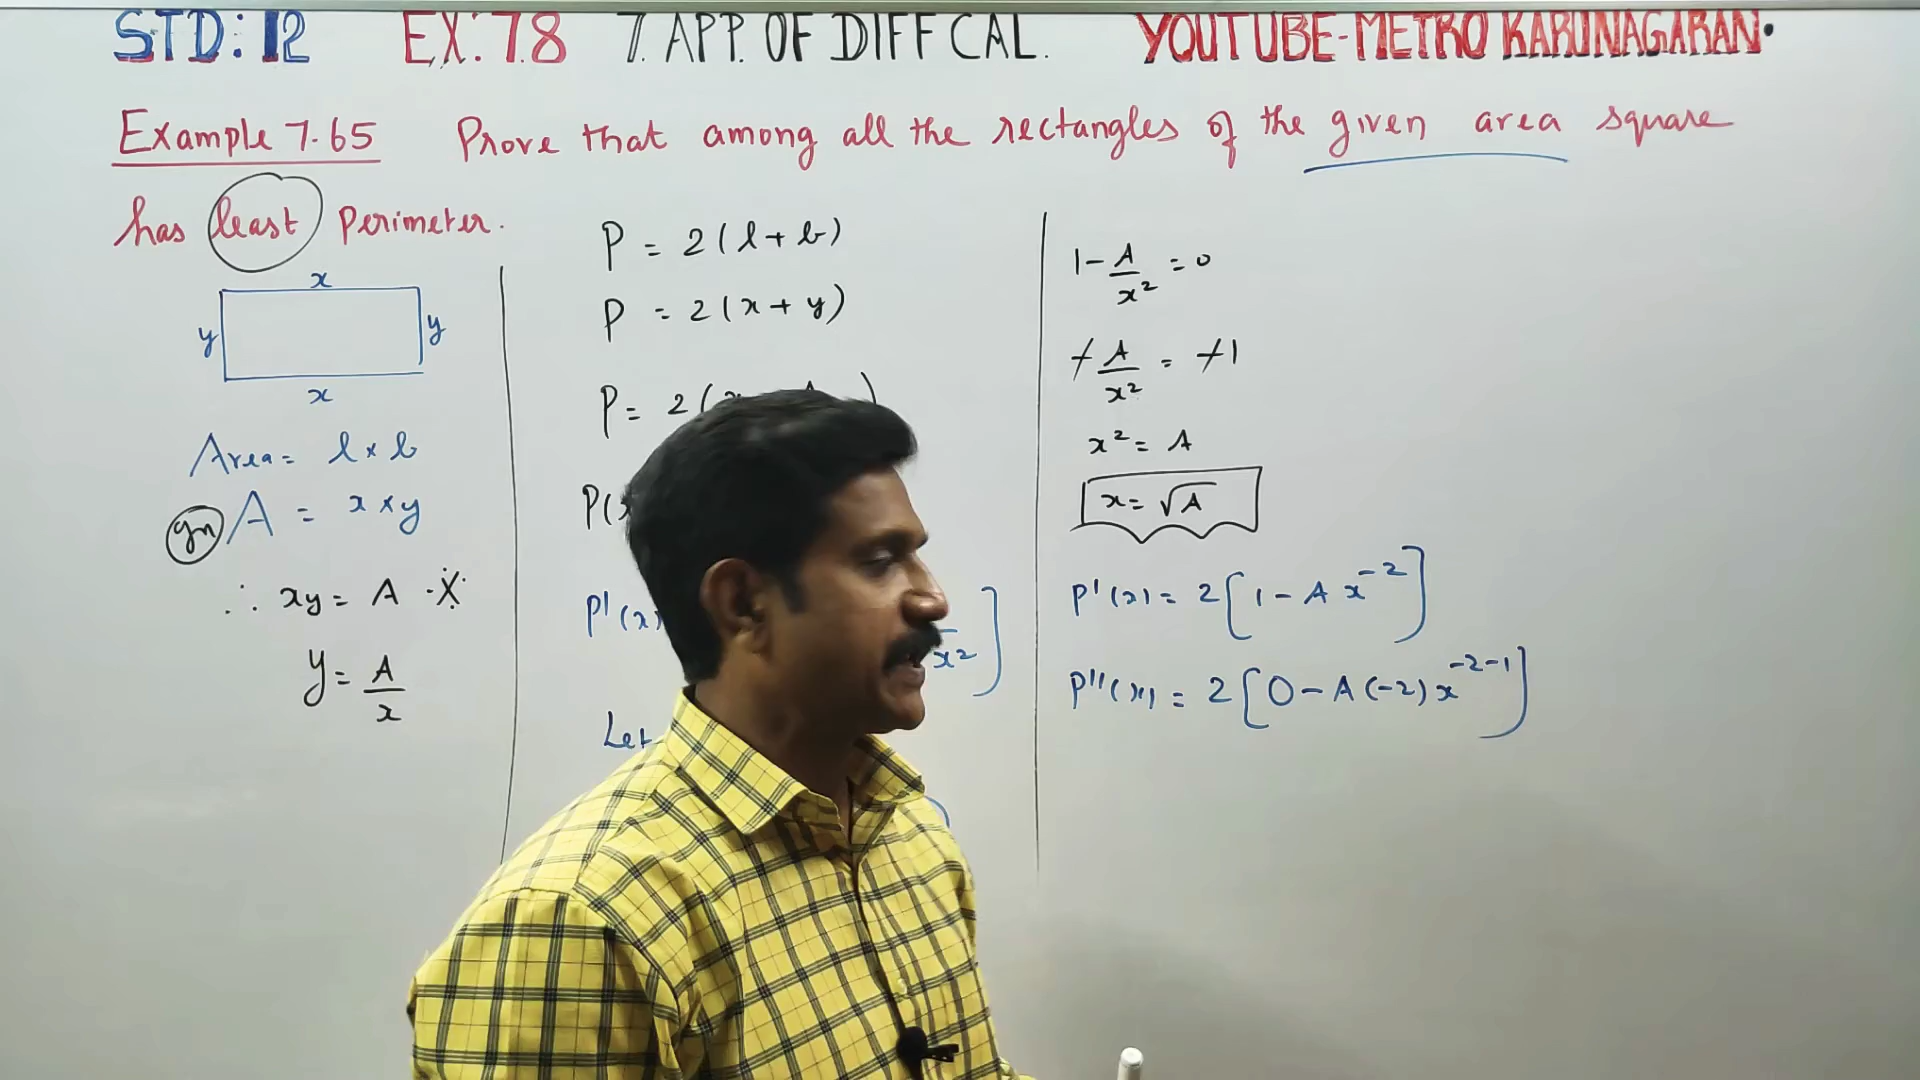 STD: 12 EX: 7.8 7. APP. OF DIFF CAL. YOUTUBE-METRO KARUNAGARAN.
Example 7.65 Prove that among all the rectangles of the given area square
has least perimeter.
x
y y
x
Area = l x b
gn A = x x y
∴ xy = A
y = A/x
P = 2(l+b)
P = 2(x+y)
P = 2(
P(x
P'(x)
x²
Let
1 - A/x² = 0
-A/x² = -1
x² = A
x = √A
P'(x) = 2[1 - A x⁻²]
P''(x) = 2[0 - A(-2) x⁻²⁻¹]